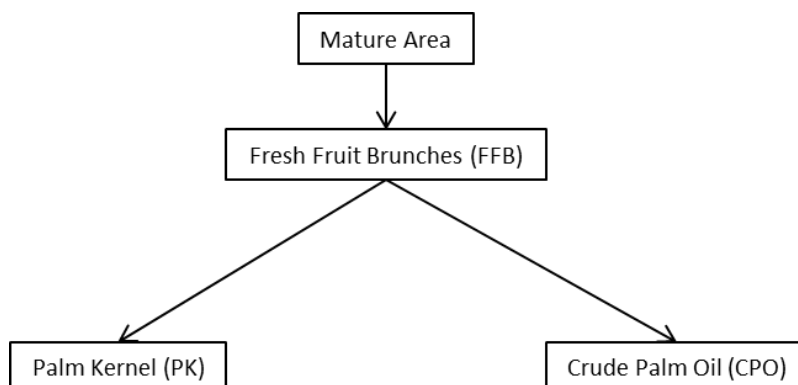 Mature Area
Fresh Fruit Brunches (FFB)
Palm Kernel (PK)
Crude Palm Oil (CPO)